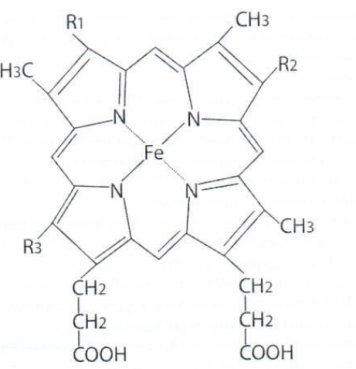 R1 CH3
H3C R2
N N
Fe
N N
R3 CH3
CH2 CH2
CH2 CH2
COOH COOH